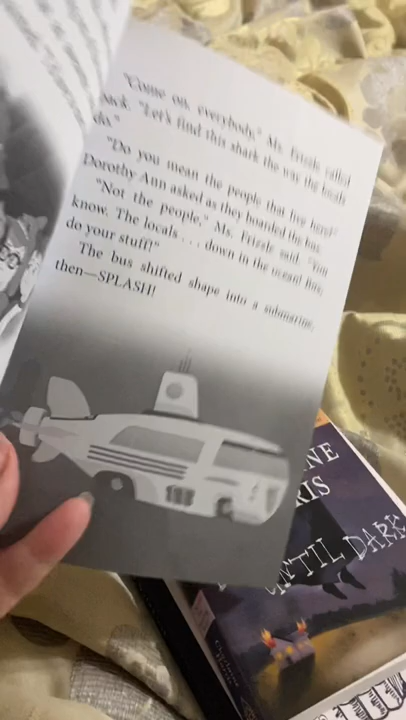 "Come on, everybody," Ms. Frizzle called
back. "Let's find this shark the way the locals
do."
"Do you mean the people that live here?"
Dorothy Ann asked as they boarded the bus.
"Not the people," Ms. Frizzle said. "You
know. The locals . . . down in the ocean! Bus,
do your stuff!"
The bus shifted shape into a submarine,
then—SPLASH!
NE
RIS
UNTIL DARK